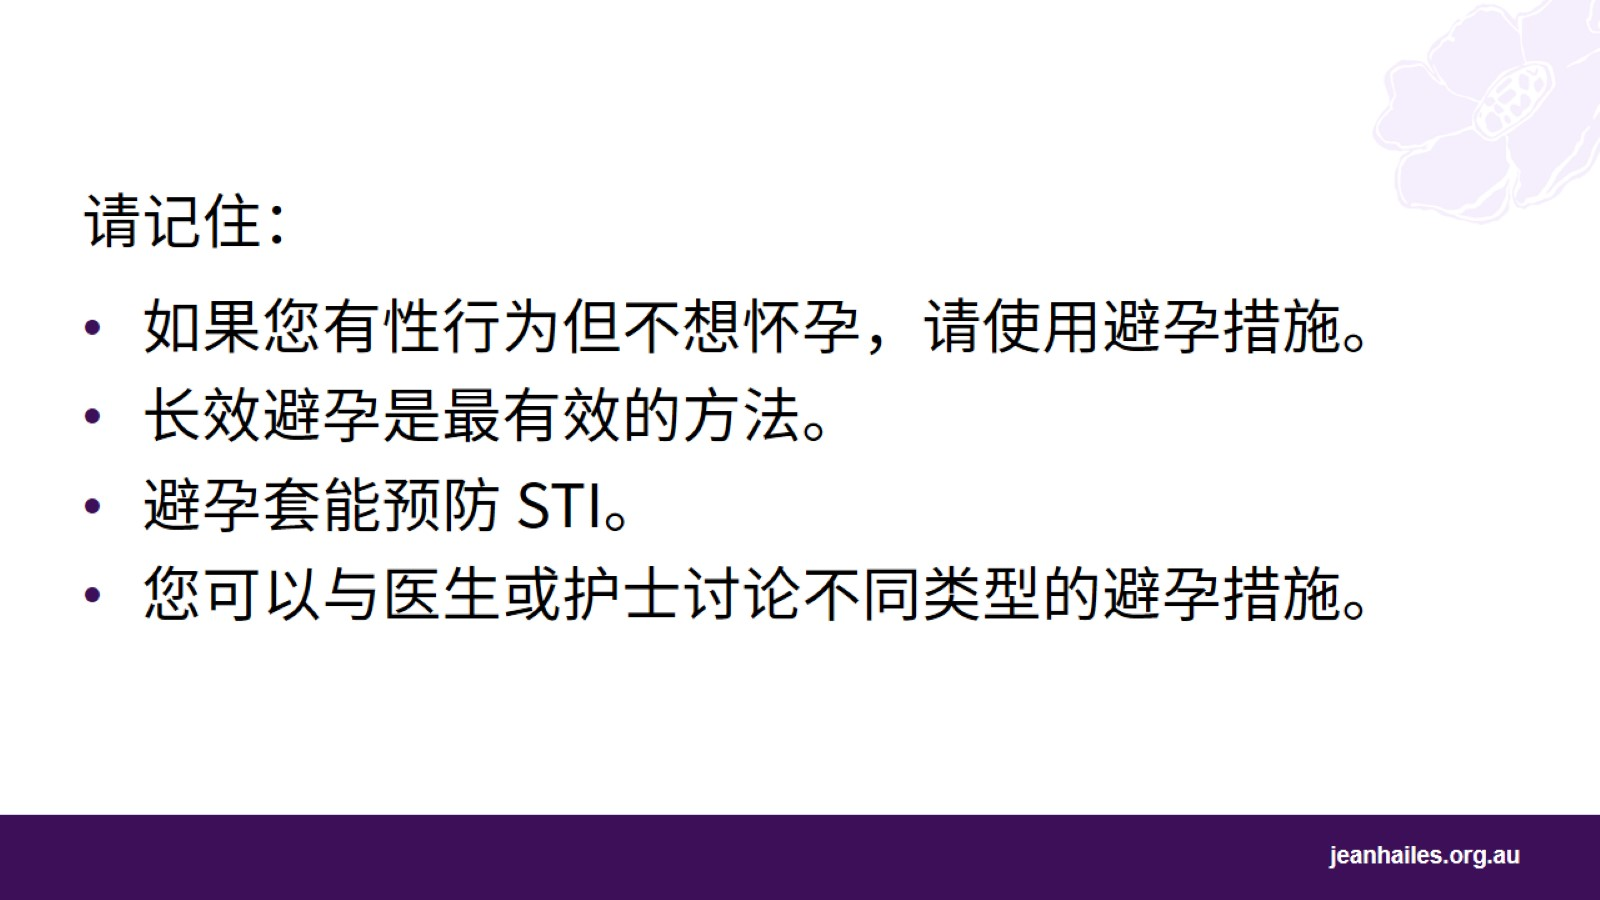 请记住：
• 如果您有性行为但不想怀孕，请使用避孕措施。
• 长效避孕是最有效的方法。
• 避孕套能预防 STI。
• 您可以与医生或护士讨论不同类型的避孕措施。
jeanhailes.org.au